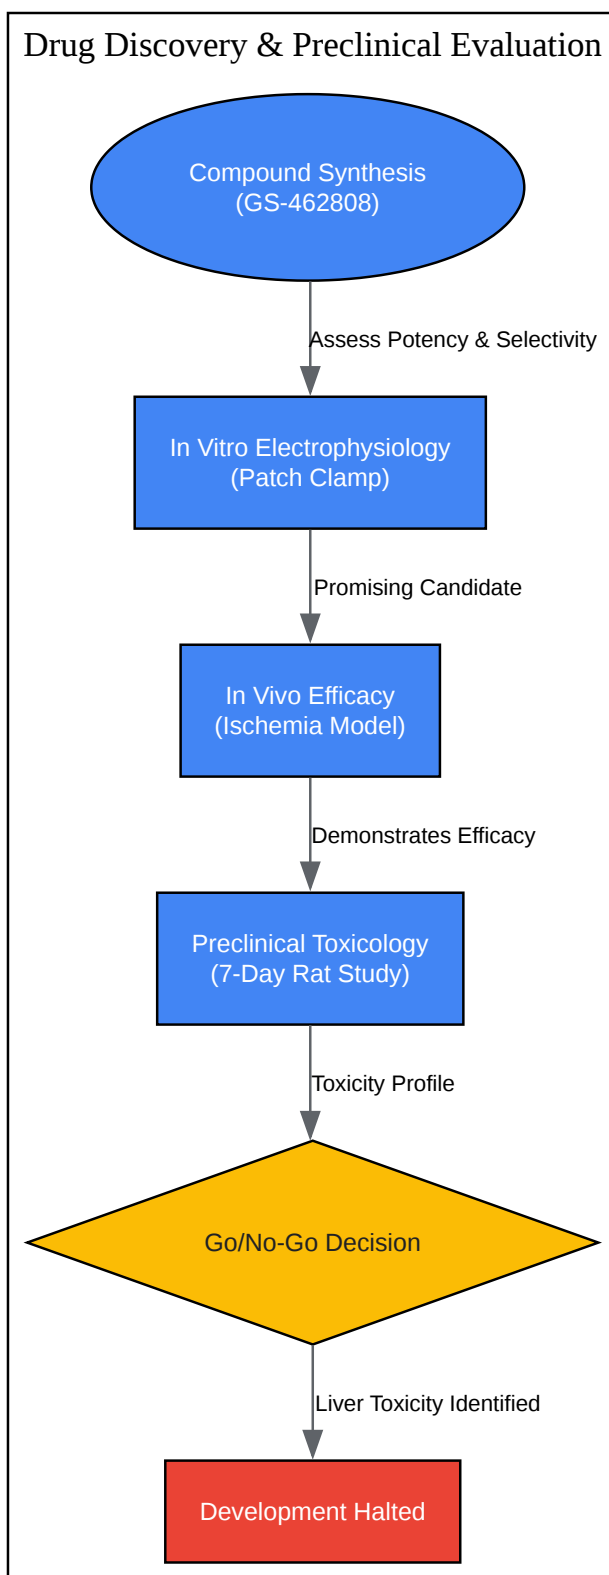 Drug Discovery & Preclinical Evaluation
Compound Synthesis
(GS-462808)
Assess Potency & Selectivity
In Vitro Electrophysiology
(Patch Clamp)
Promising Candidate
In Vivo Efficacy
(Ischemia Model)
Demonstrates Efficacy
Preclinical Toxicology
(7-Day Rat Study)
Toxicity Profile
Go/No-Go Decision
Liver Toxicity Identified
Development Halted